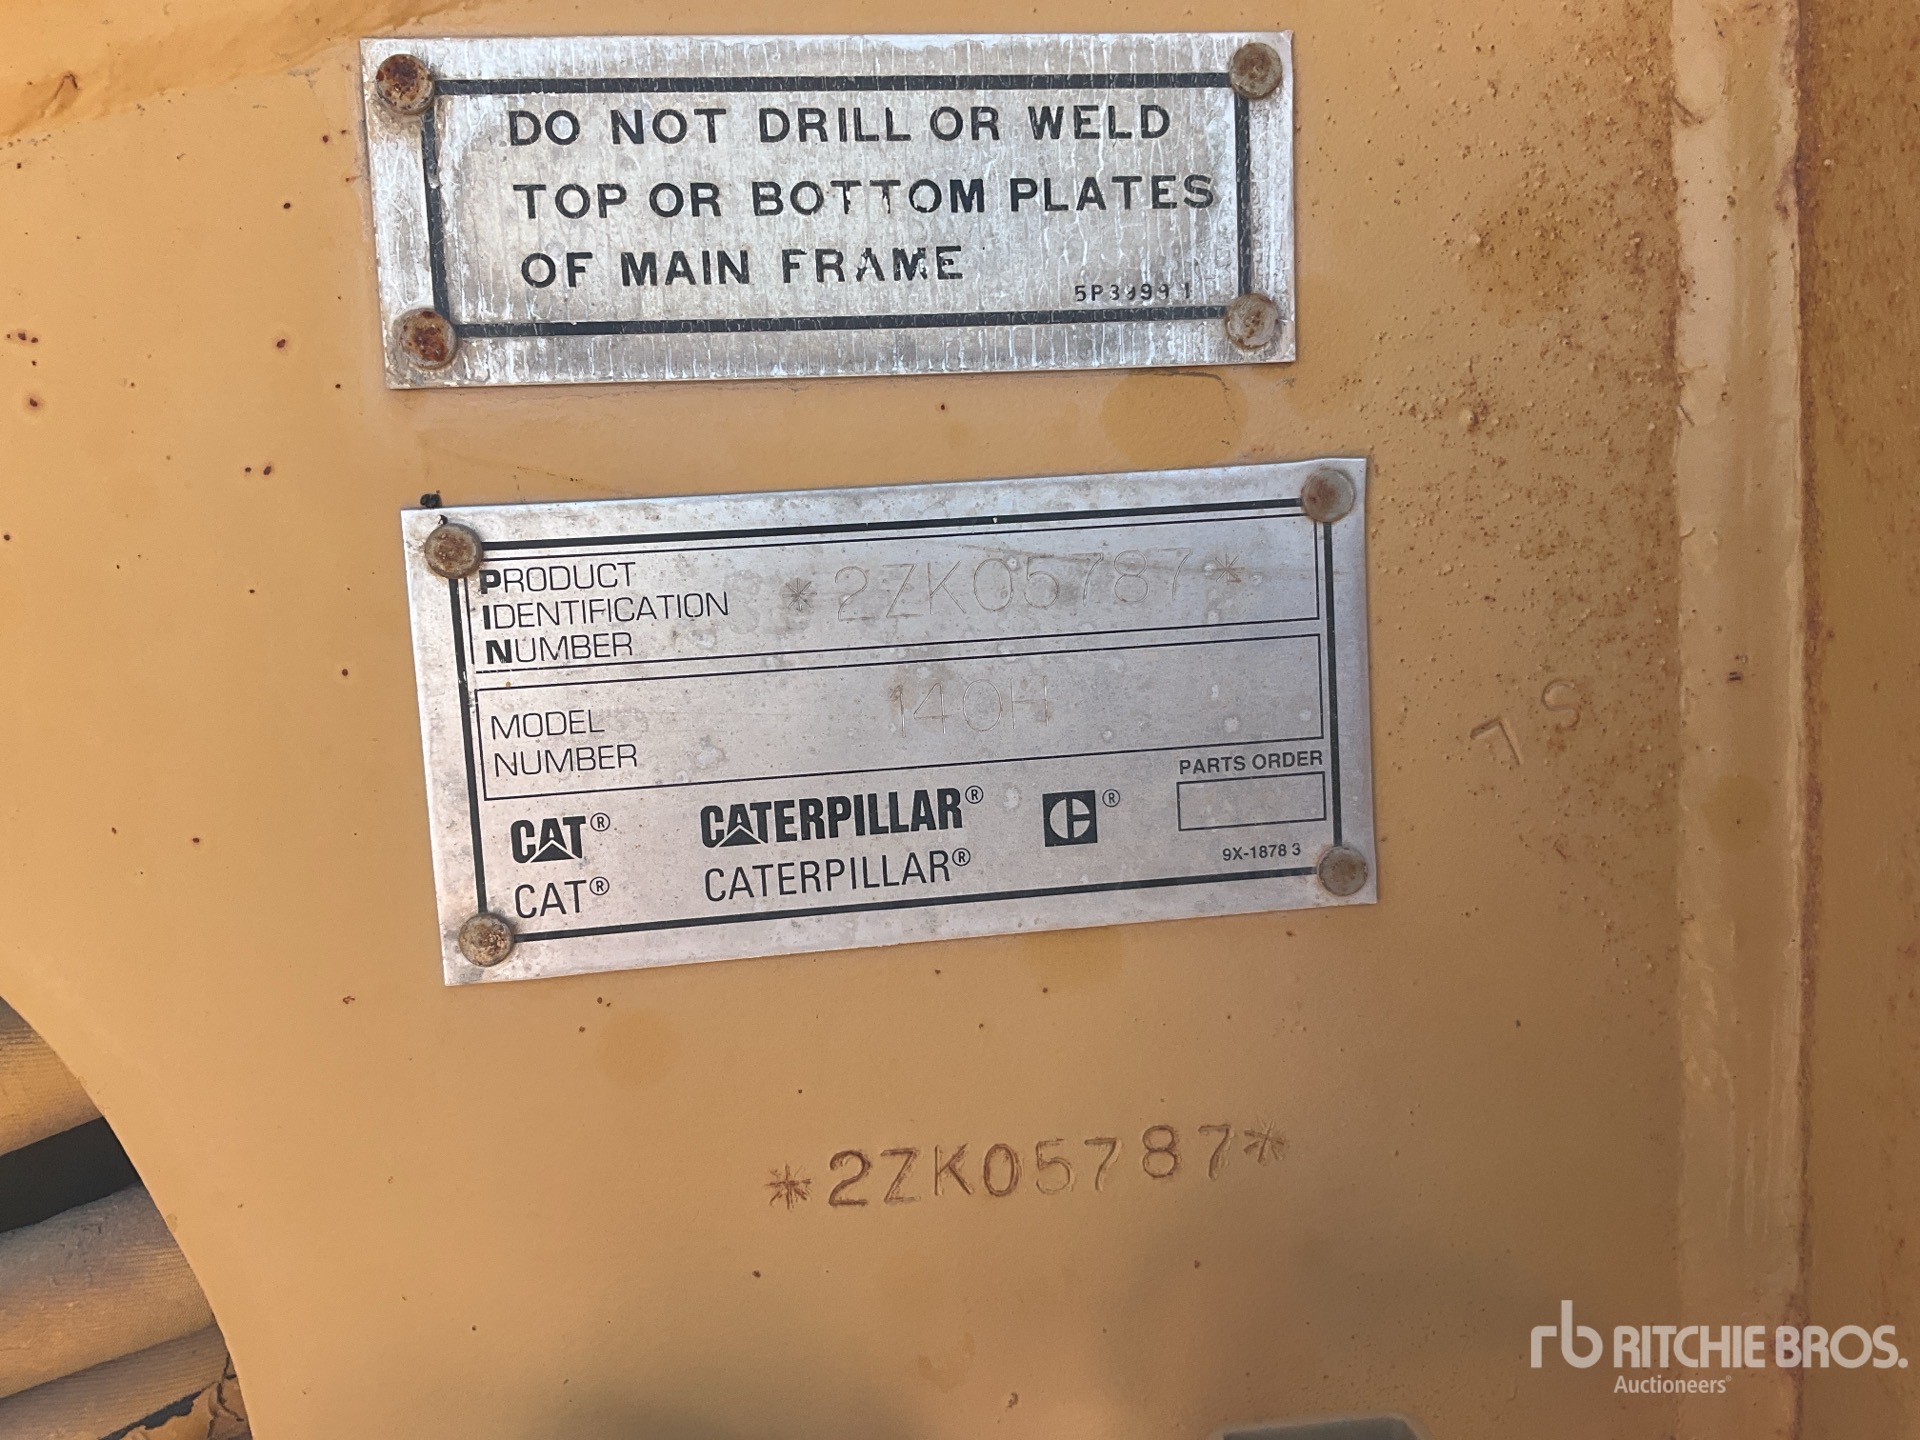 DO NOT DRILL OR WELD
TOP OR BOTTOM PLATES
OF MAIN FRAME
PRODUCT
IDENTIFICATION
NUMBER
*2ZK05787*
MODEL
NUMBER
140H
PARTS ORDER
CAT® CATERPILLAR® ®
CAT® CATERPILLAR®
9X-1878 3
*2ZK05787*
rb RITCHIE BROS.
Auctioneers